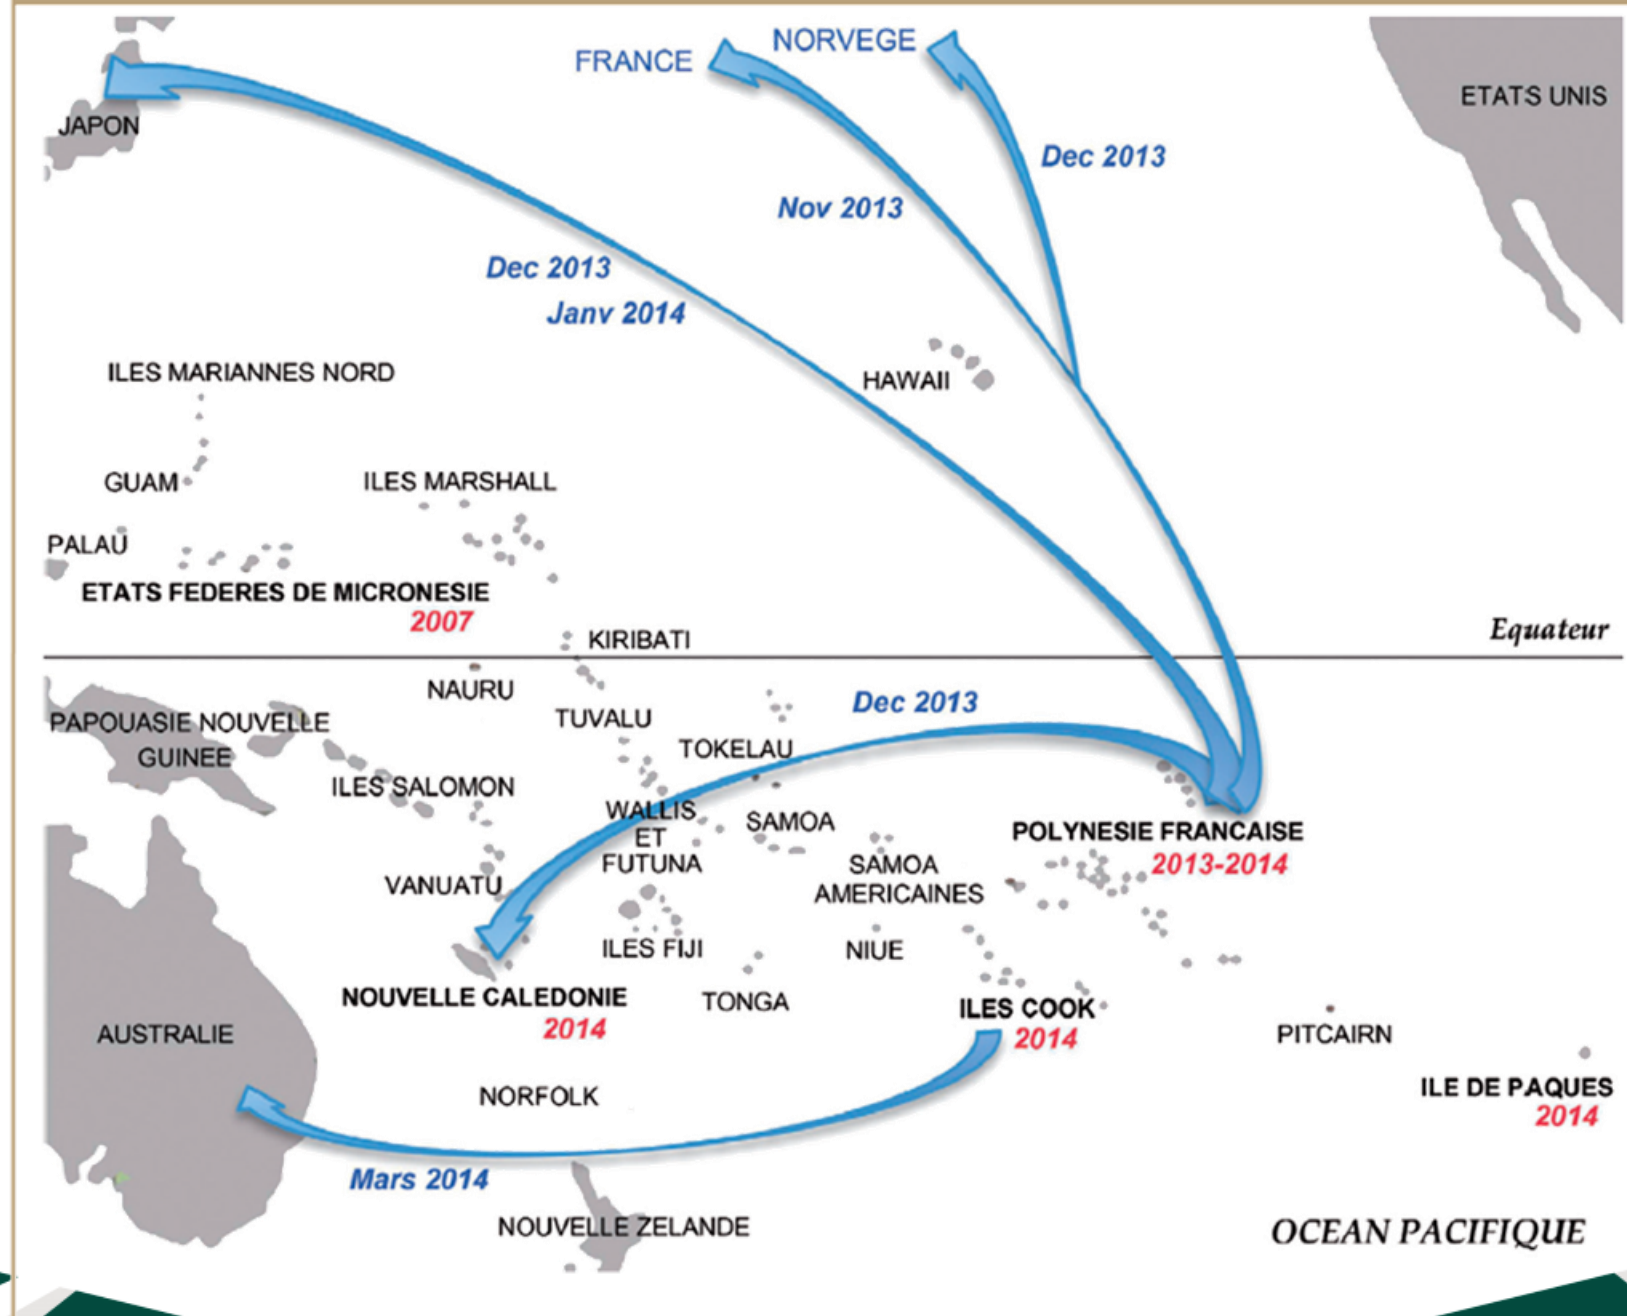 NORVEGE
FRANCE
ETATS UNIS
JAPON
Dec 2013
Nov 2013
Dec 2013
Janv 2014
ILES MARIANNES NORD
HAWAII
GUAM
ILES MARSHALL
PALAU
ETATS FEDERES DE MICRONESIE
2007
Equateur
KIRIBATI
NAURU
Dec 2013
PAPOUASIE NOUVELLE
GUINEE
TUVALU
TOKELAU
ILES SALOMON
WALLIS
ET
FUTUNA
SAMOA
POLYNESIE FRANCAISE
2013-2014
SAMOA
AMERICAINES
VANUATU
ILES FIJI
NIUE
NOUVELLE CALEDONIE
2014
TONGA
ILES COOK
2014
AUSTRALIE
PITCAIRN
NORFOLK
ILE DE PAQUES
2014
Mars 2014
NOUVELLE ZELANDE
OCEAN PACIFIQUE